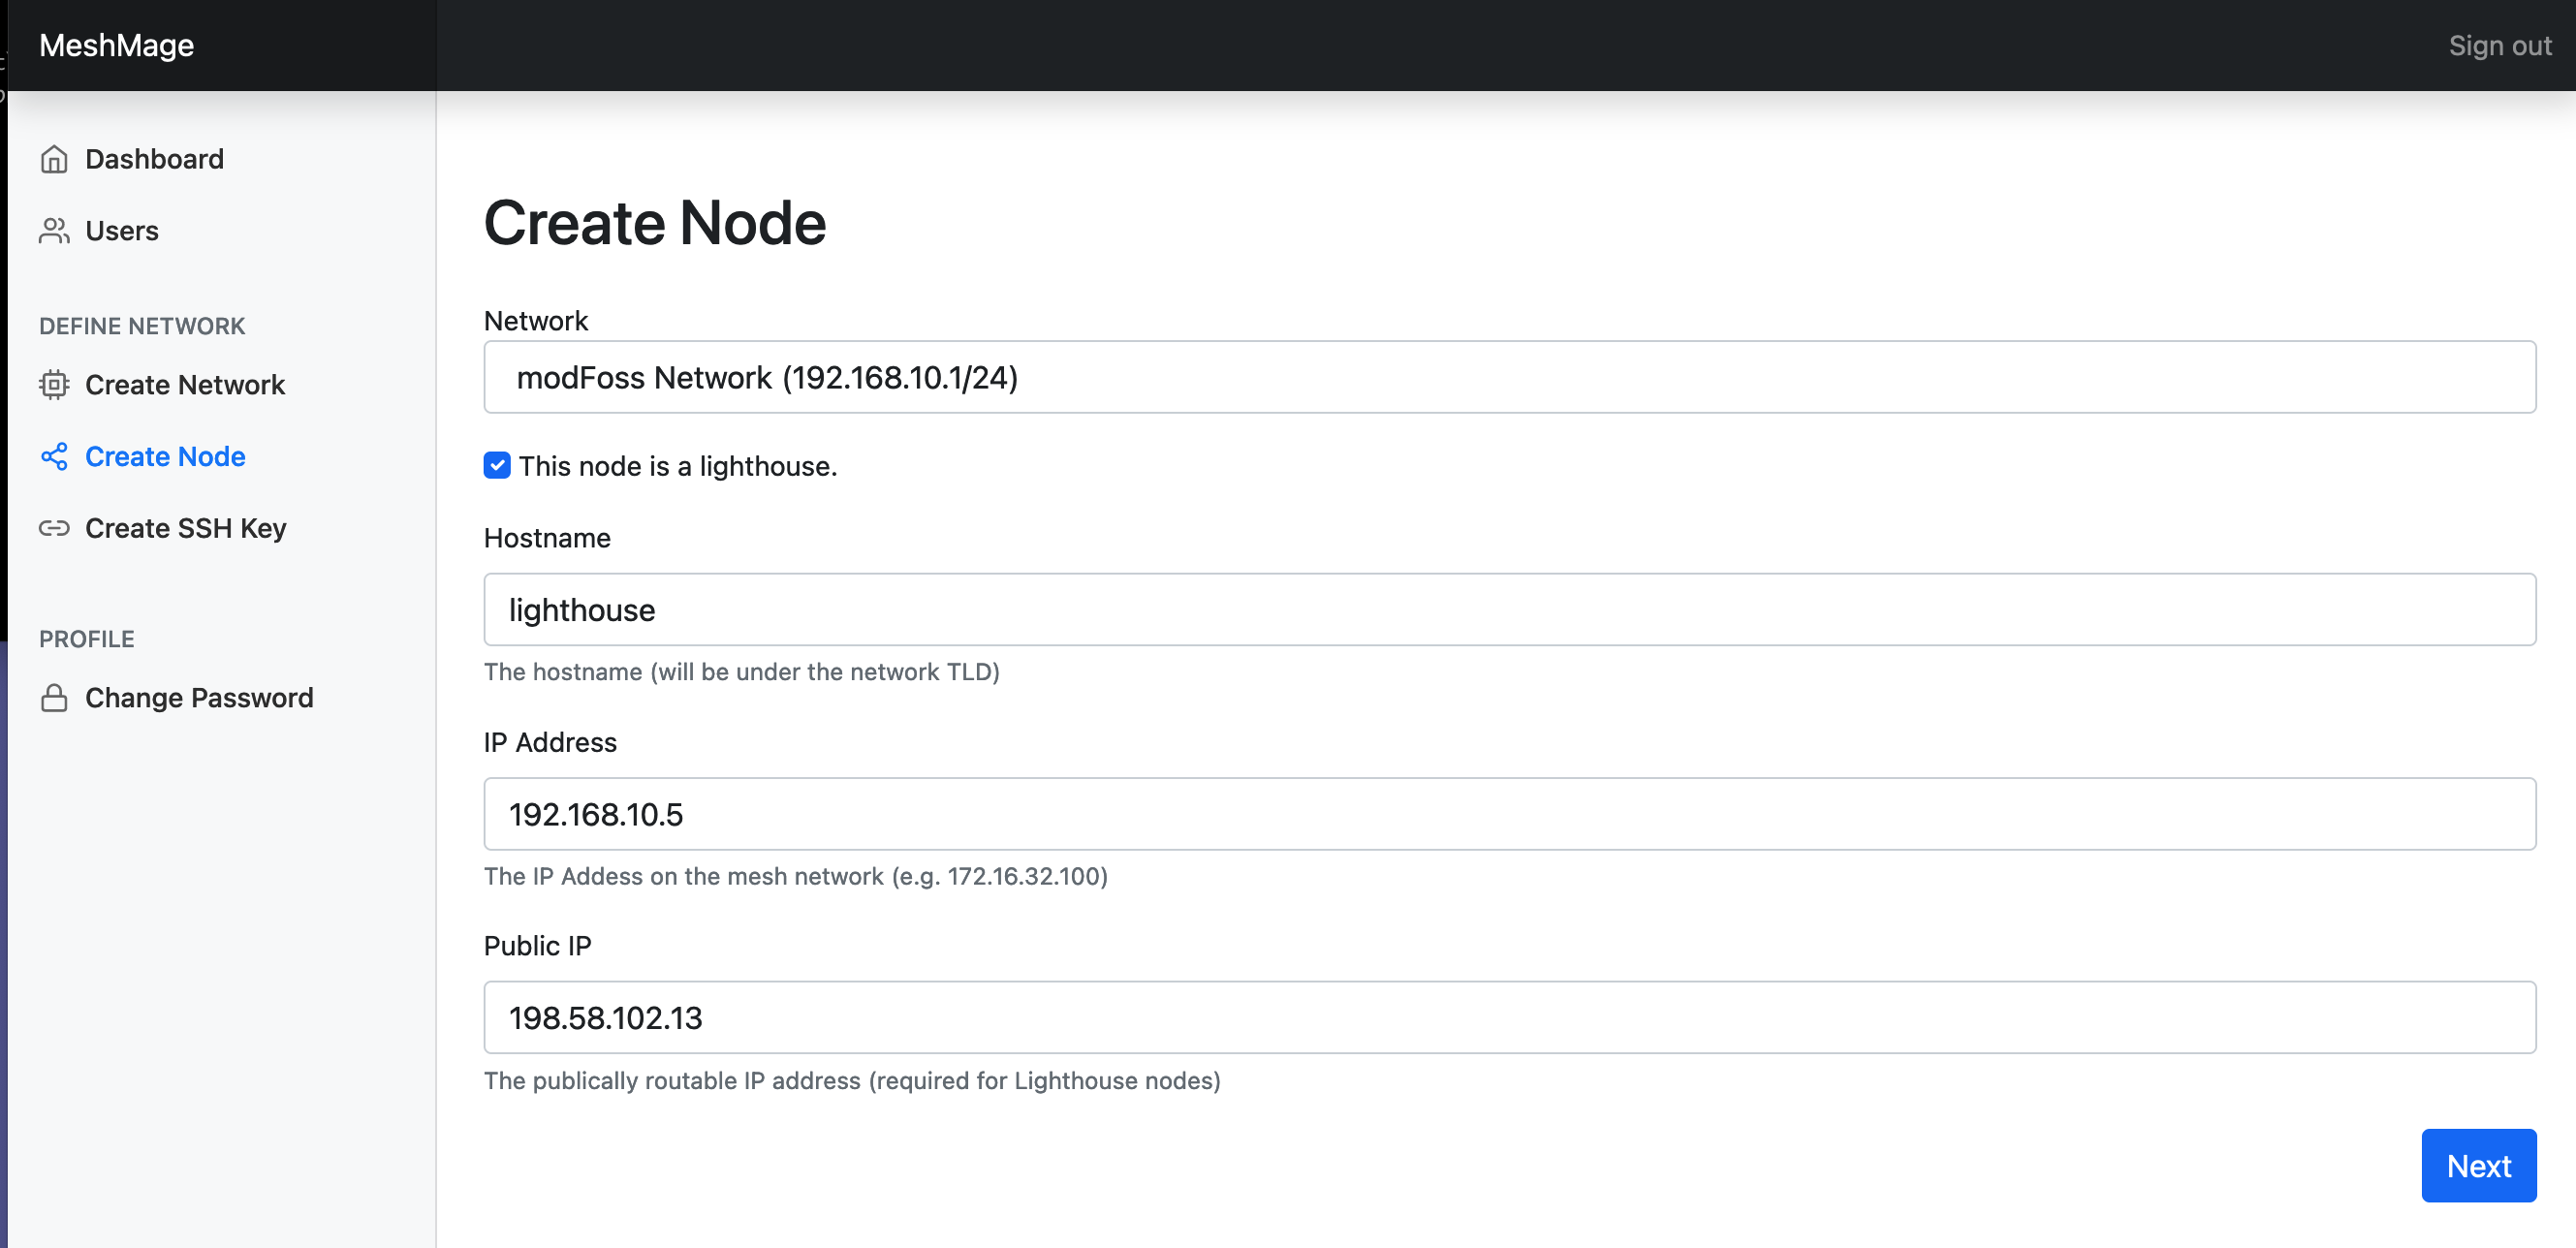 MeshMage
Sign out
Dashboard
Users
DEFINE NETWORK
Create Network
Create Node
Create SSH Key
PROFILE
Change Password
Create Node
Network
modFoss Network (192.168.10.1/24)
This node is a lighthouse.
Hostname
lighthouse
The hostname (will be under the network TLD)
IP Address
192.168.10.5
The IP Addess on the mesh network (e.g. 172.16.32.100)
Public IP
198.58.102.13
The publically routable IP address (required for Lighthouse nodes)
Next